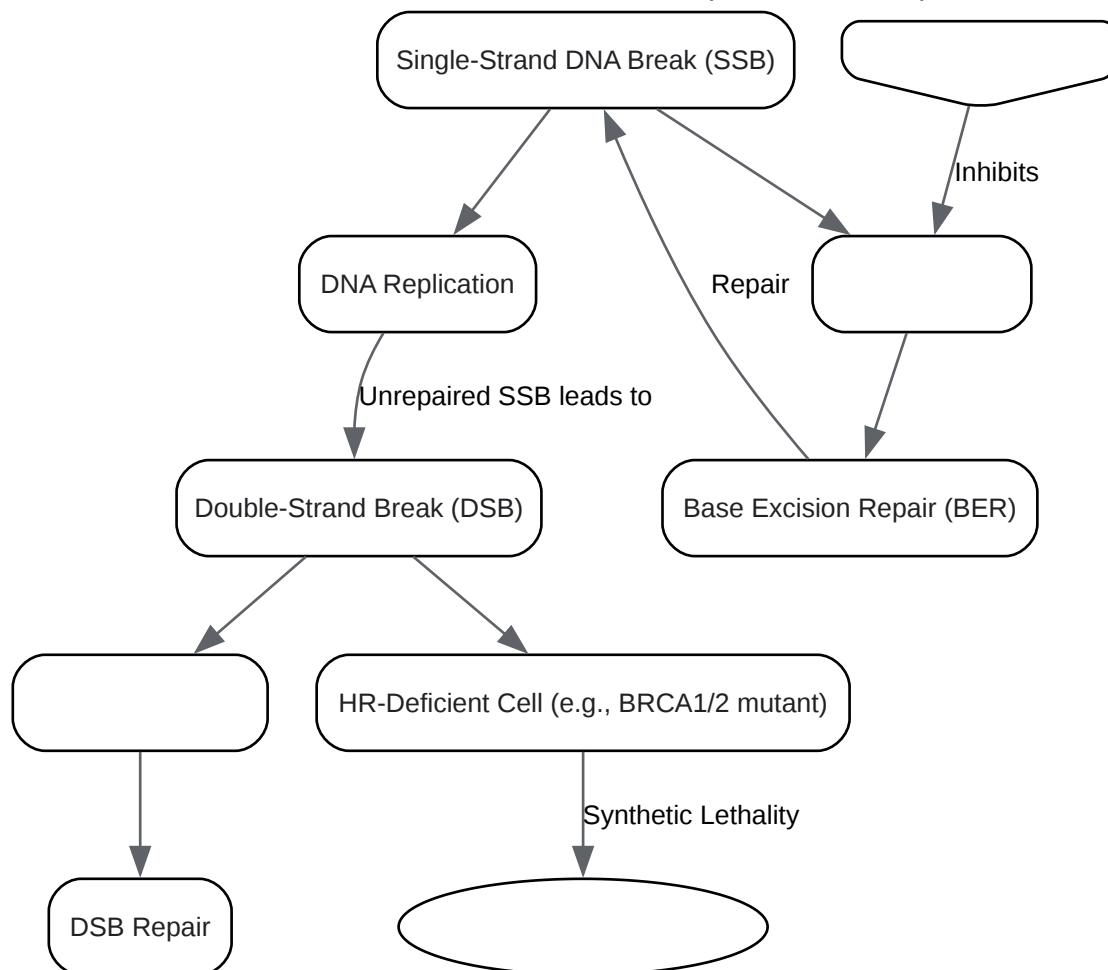 Single-Strand DNA Break (SSB)
Inhibits
DNA Replication
Repair
Unrepaired SSB leads to
Double-Strand Break (DSB)
Base Excision Repair (BER)
HR-Deficient Cell (e.g., BRCA1/2 mutant)
Synthetic Lethality
DSB Repair